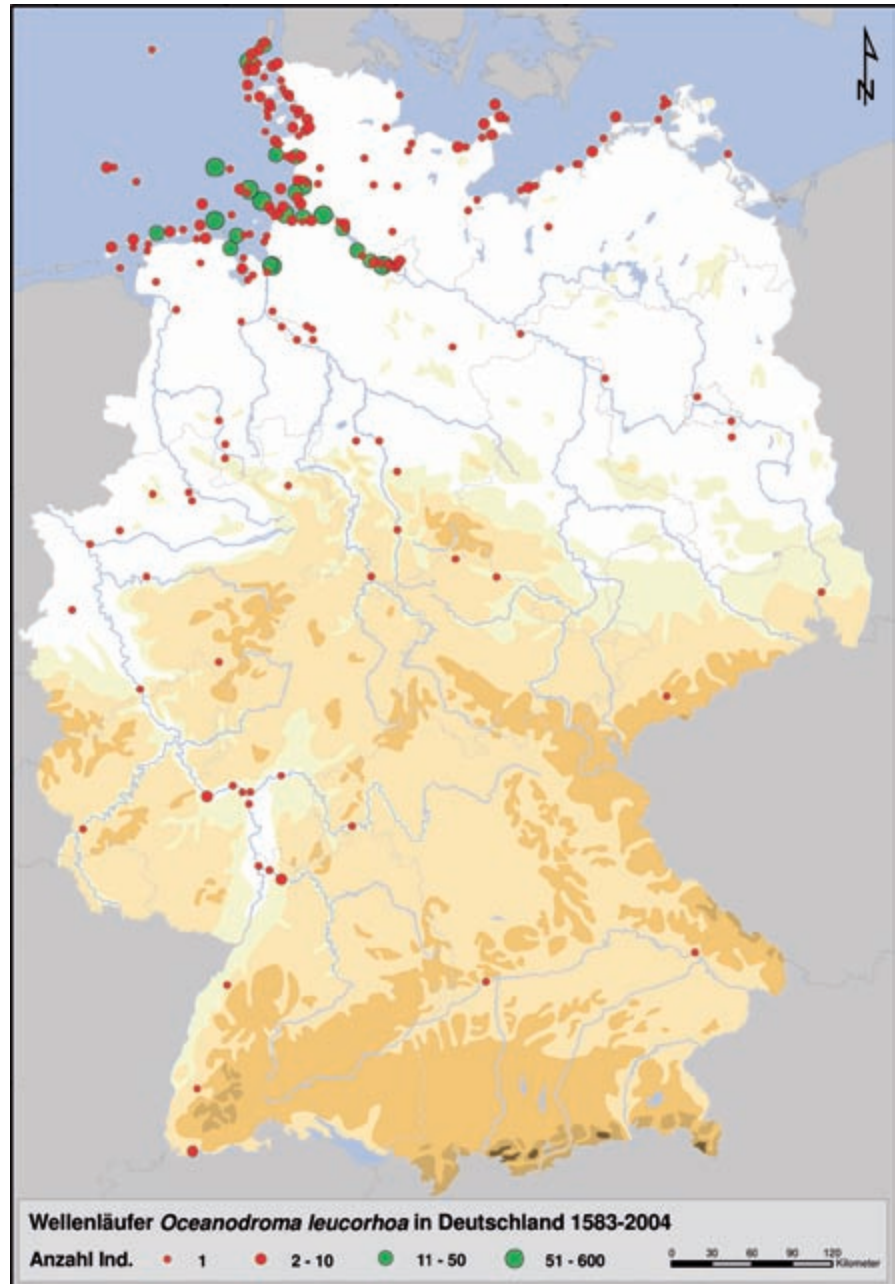 N
Wellenläufer Oceanodroma leucorhoa in Deutschland 1583-2004
Anzahl Ind. 1 2 - 10 11 - 50 51 - 600
0 30 60 90 120
Kilometer